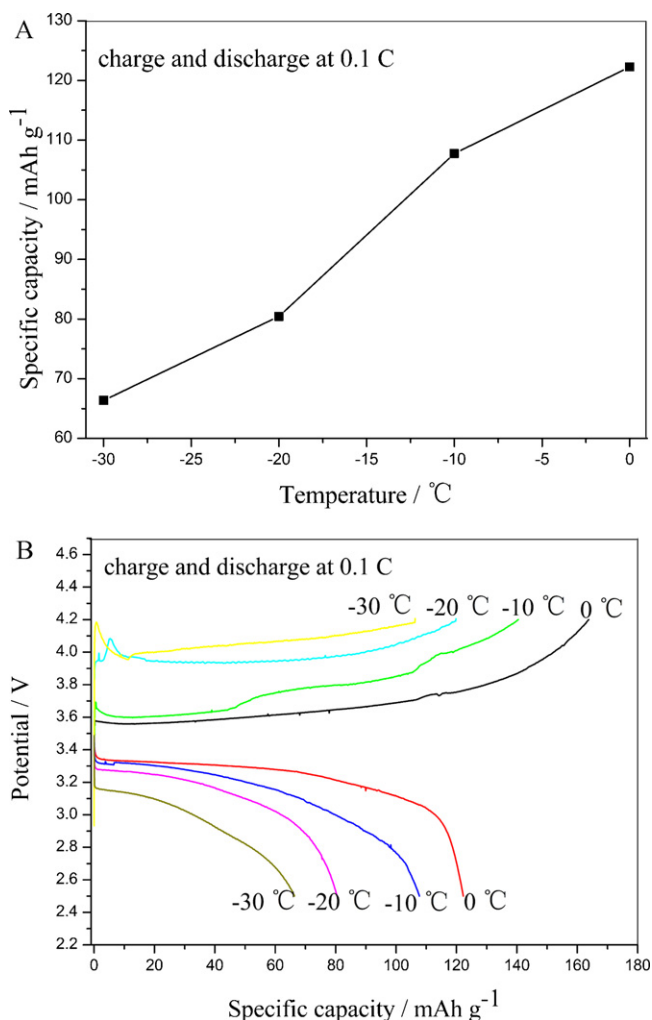 A
charge and discharge at 0.1 C
130
120
110
100
90
80
70
60
Specific capacity / mAh g-1
-30 -25 -20 -15 -10 -5 0
Temperature / ℃
B
charge and discharge at 0.1 C
4.6
4.4
4.2
4.0
3.8
3.6
3.4
3.2
3.0
2.8
2.6
2.4
2.2
Potential / V
-30 ℃ -20 ℃ -10 ℃ 0 ℃
-30 ℃ -20 ℃ -10 ℃ 0 ℃
0 20 40 60 80 100 120 140 160 180
Specific capacity / mAh g-1